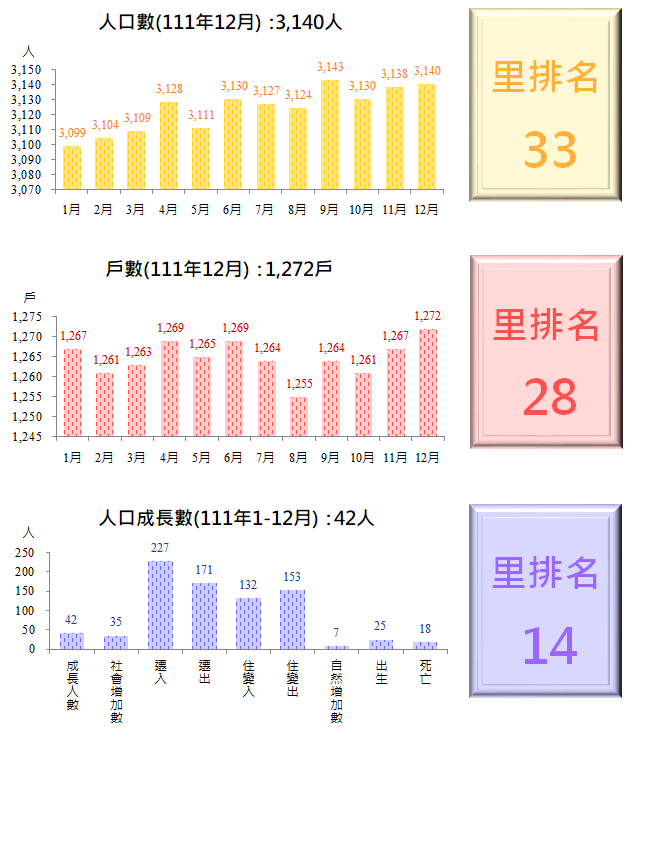 人口數(111年12月)：3,140人
人
3,150
3,140
3,130
3,120
3,110
3,100
3,090
3,080
3,070
3,099
3,104
3,109
3,128
3,111
3,130
3,127
3,124
3,143
3,130
3,138
3,140
1月 2月 3月 4月 5月 6月 7月 8月 9月 10月 11月 12月
里排名
33
戶數(111年12月)：1,272戶
戶
1,275
1,270
1,265
1,260
1,255
1,250
1,245
1,267
1,261
1,263
1,269
1,265
1,269
1,264
1,255
1,264
1,261
1,267
1,272
1月 2月 3月 4月 5月 6月 7月 8月 9月 10月 11月 12月
里排名
28
人口成長數(111年1-12月)：42人
人
250
200
150
100
50
0
42
35
227
171
132
153
7
25
18
成長人數
社會增加數
遷入
遷出
住變入
住變出
自然增加數
出生
死亡
里排名
14